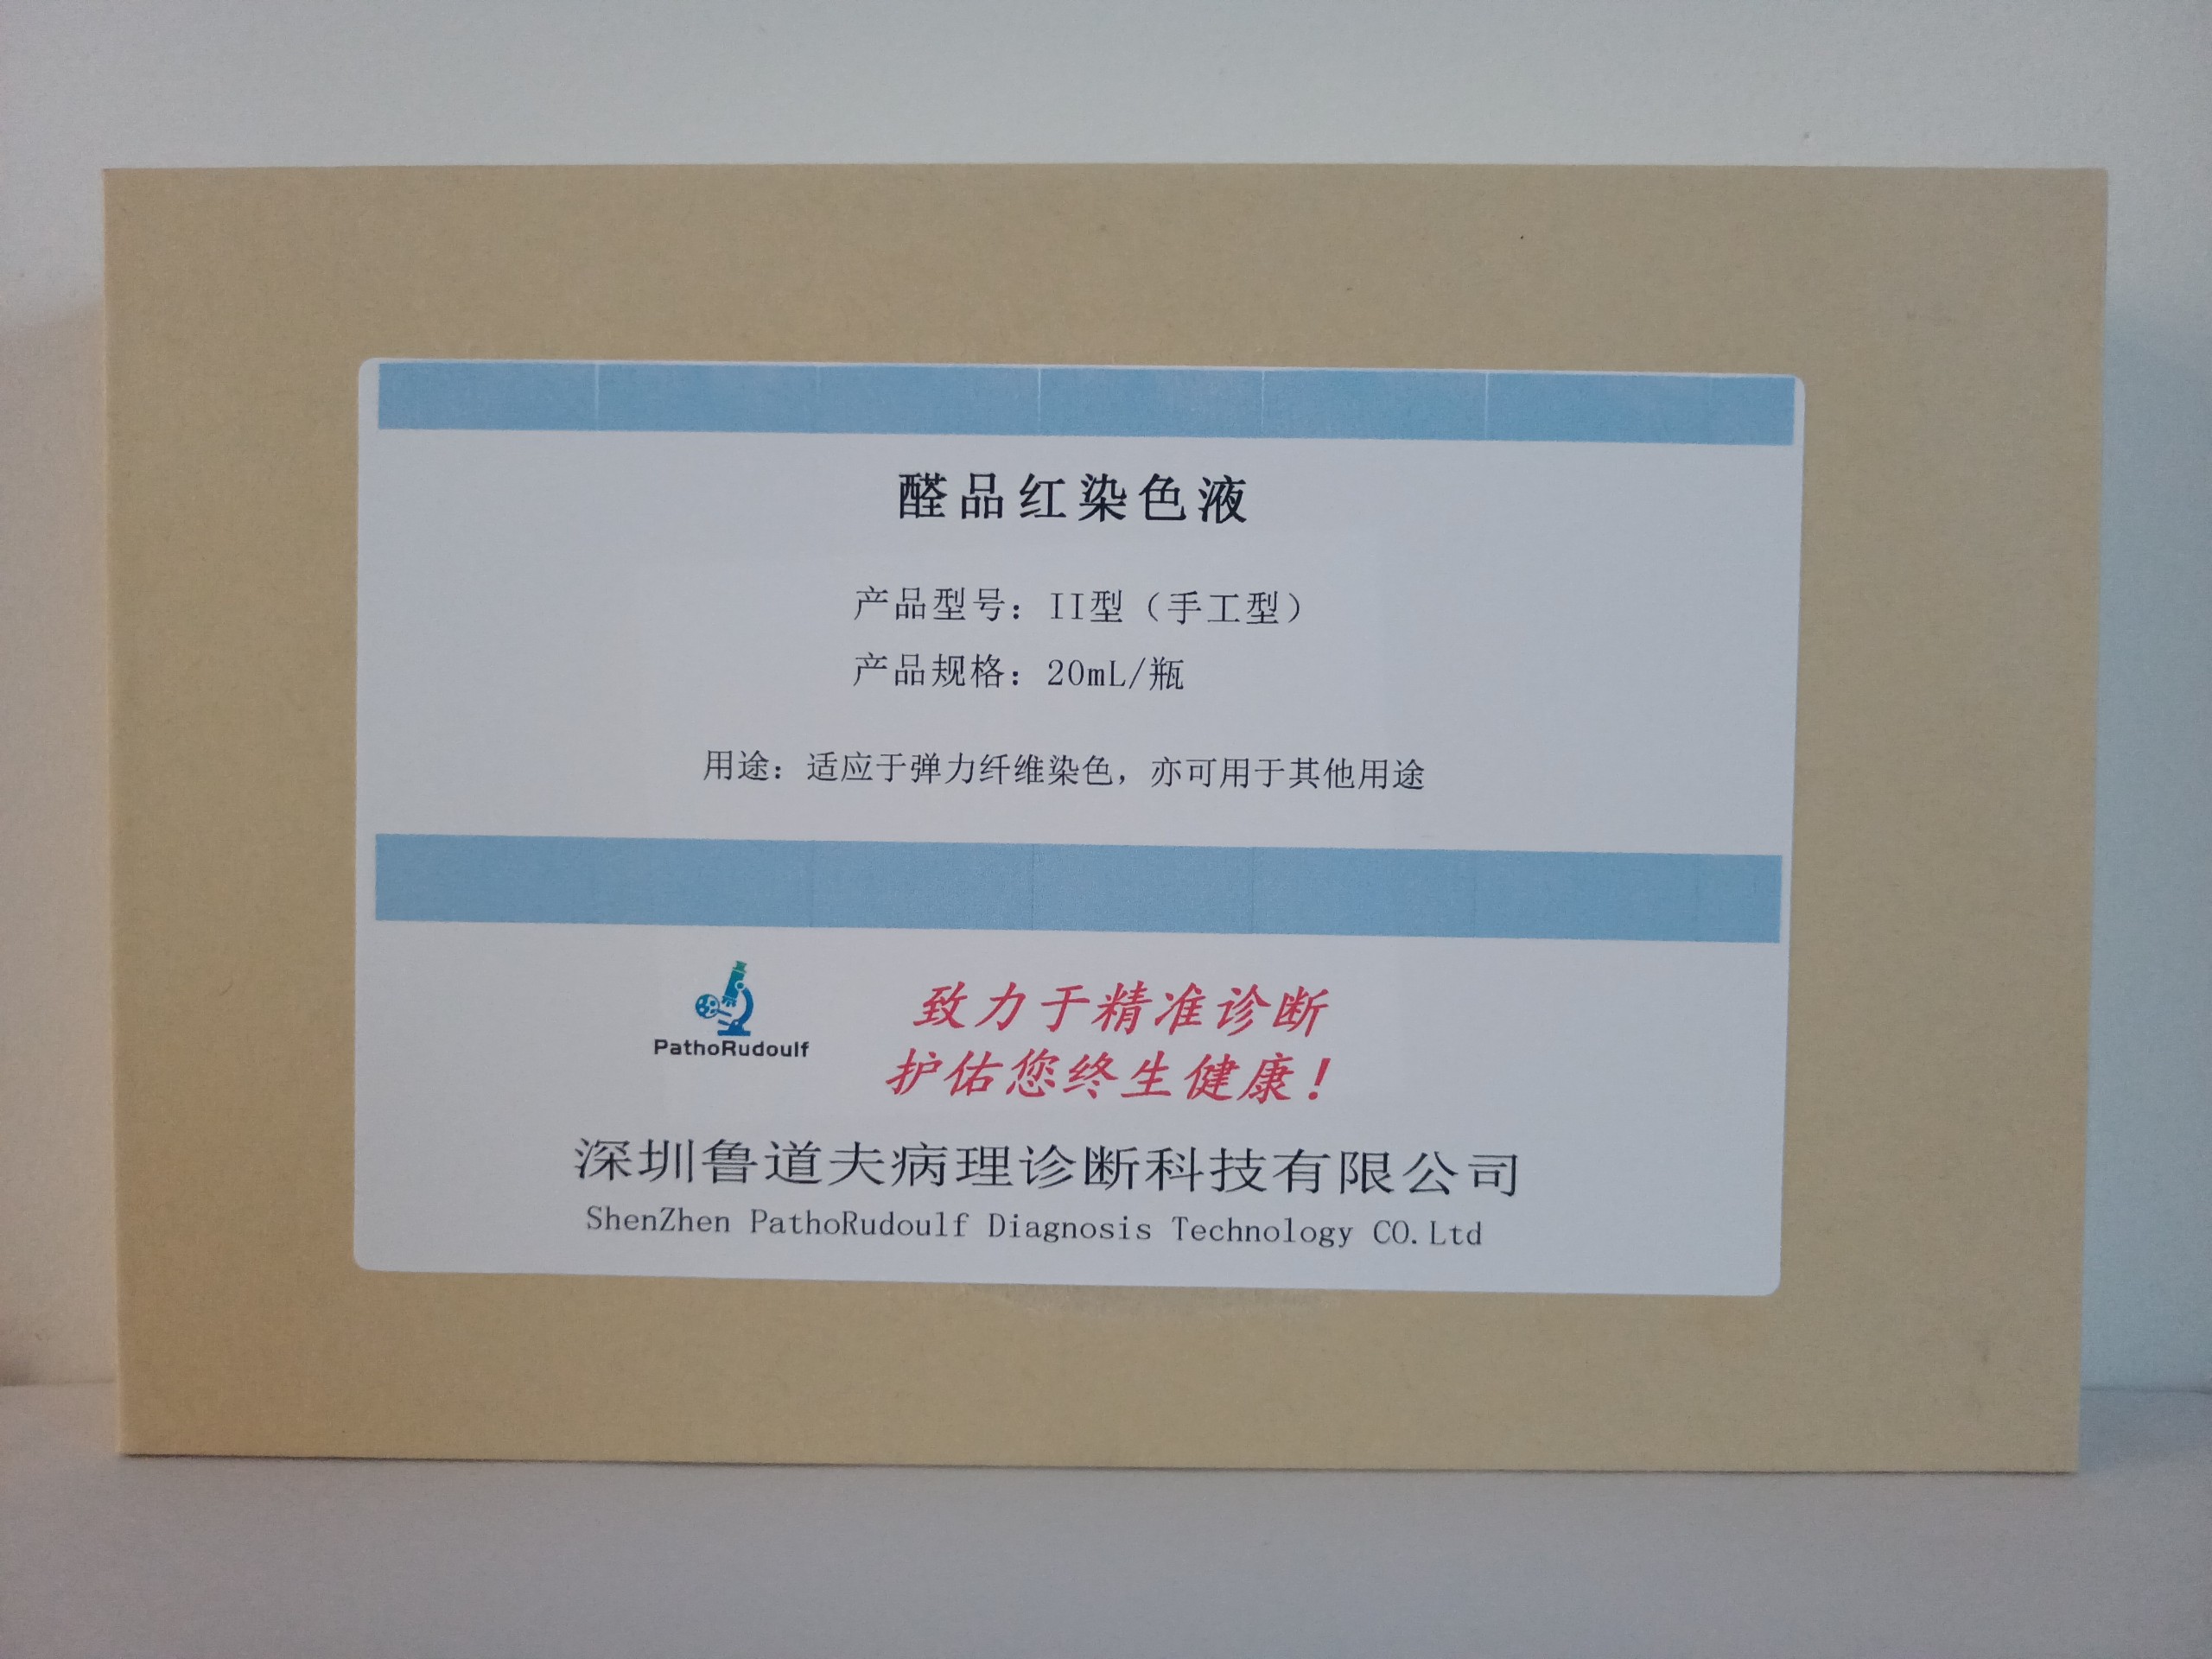 醛品红染色液
产品型号：II型（手工型）
产品规格：20mL/瓶
用途：适应于弹力纤维染色，亦可用于其他用途
PathoRudoulf
致力于精准诊断
护佑您终生健康！
深圳鲁道夫病理诊断科技有限公司
ShenZhen PathoRudoulf Diagnosis Technology CO.Ltd